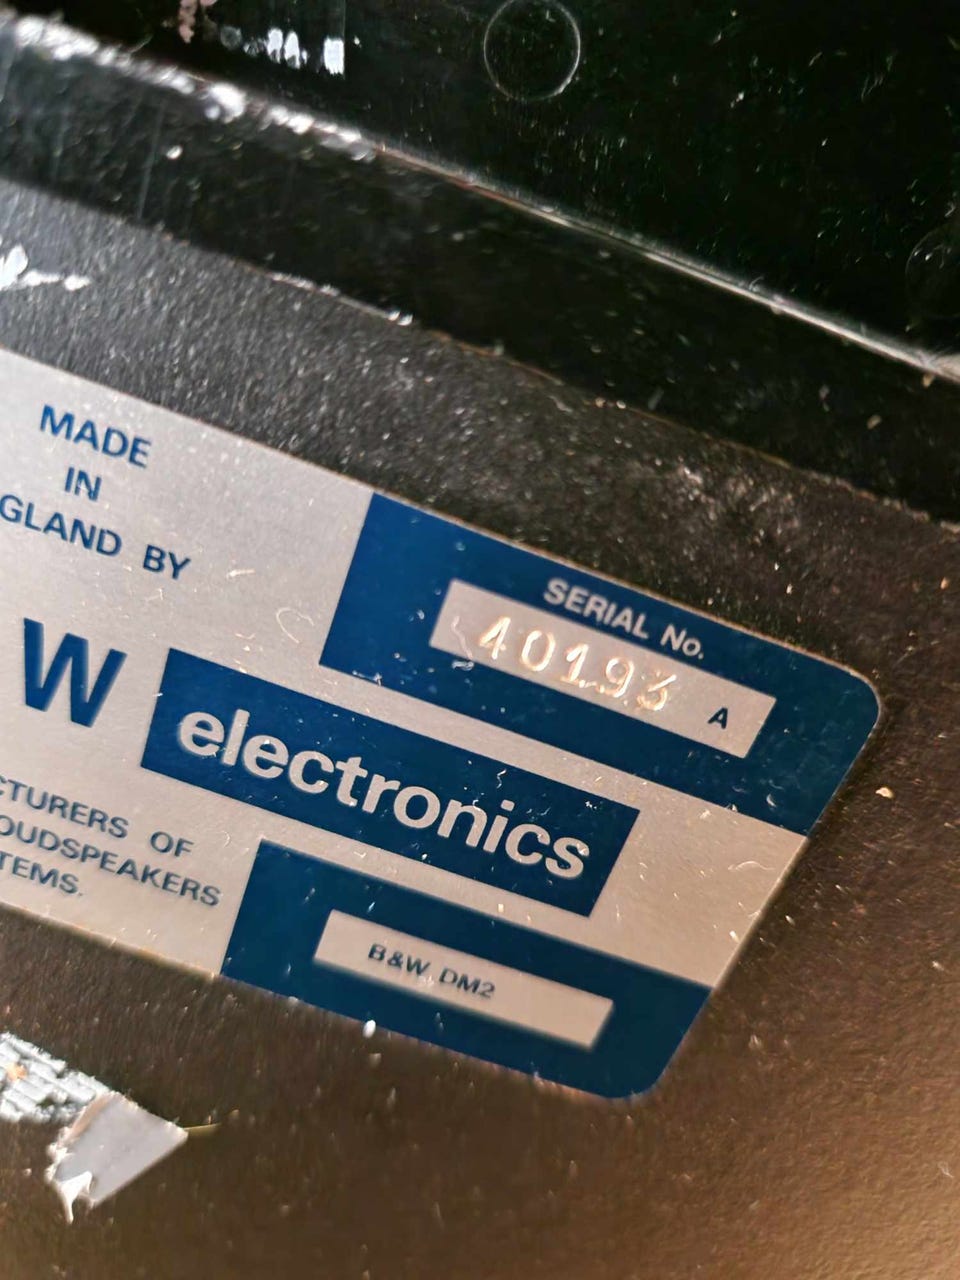 MADE
IN
GLAND BY
SERIAL No.
40193 A
W electronics
CTURERS OF
OUDSPEAKERS
TEMS.
B&W DM2